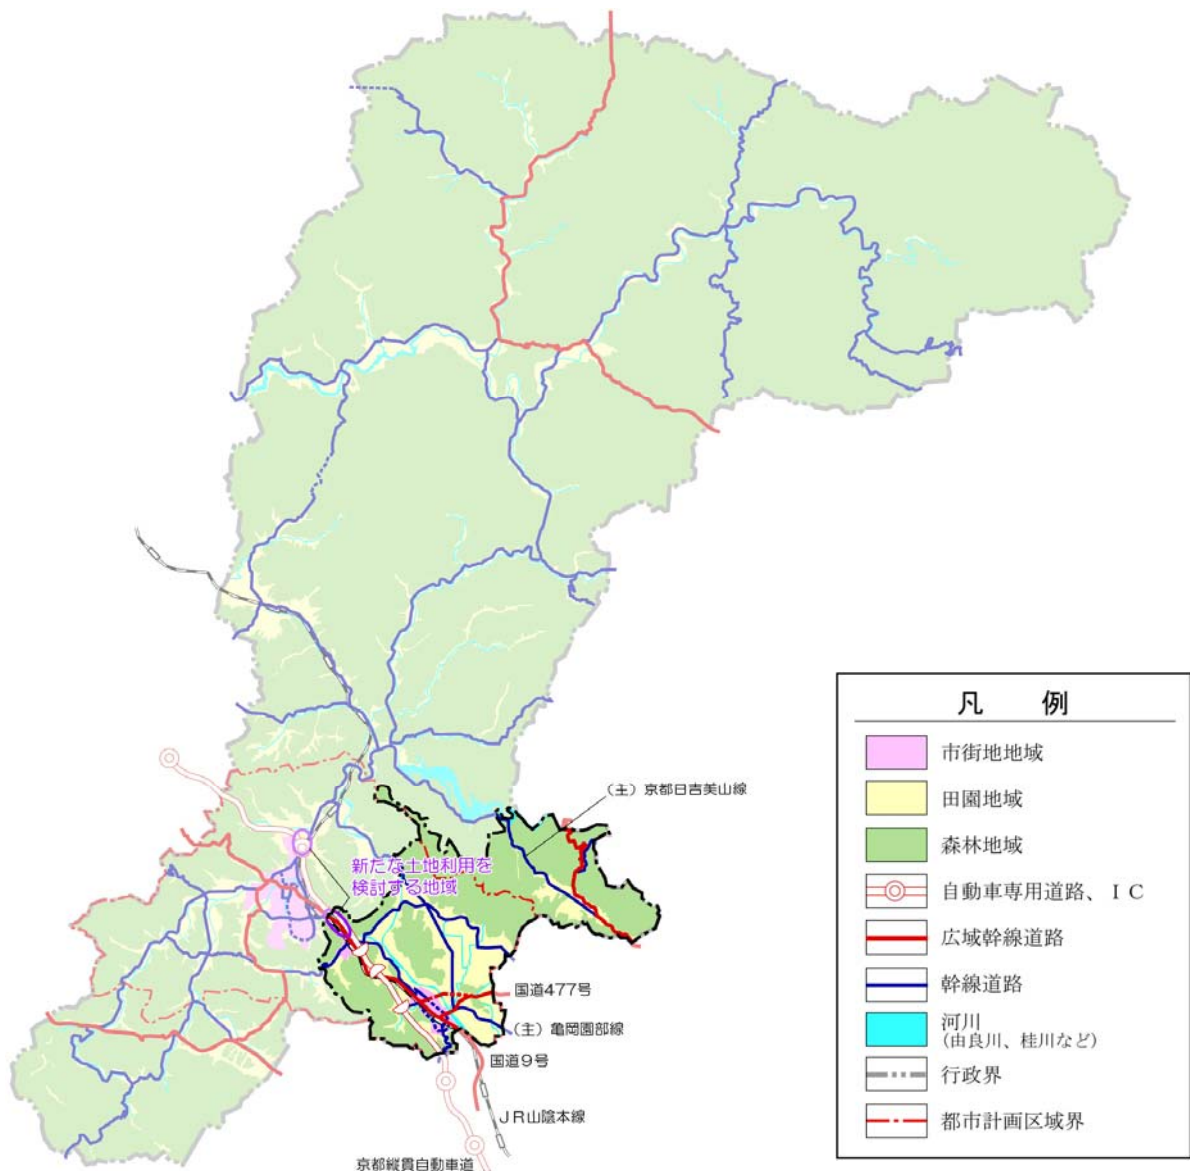 (主)京都日吉美山線
新たな土地利用を
検討する地域
国道477号
(主)亀岡園部線
国道9号
JR山陰本線
京都縦貫自動車道
凡 例
市街地地域
田園地域
森林地域
自動車専用道路、IC
広域幹線道路
幹線道路
河川
(由良川、桂川など)
行政界
都市計画区域界